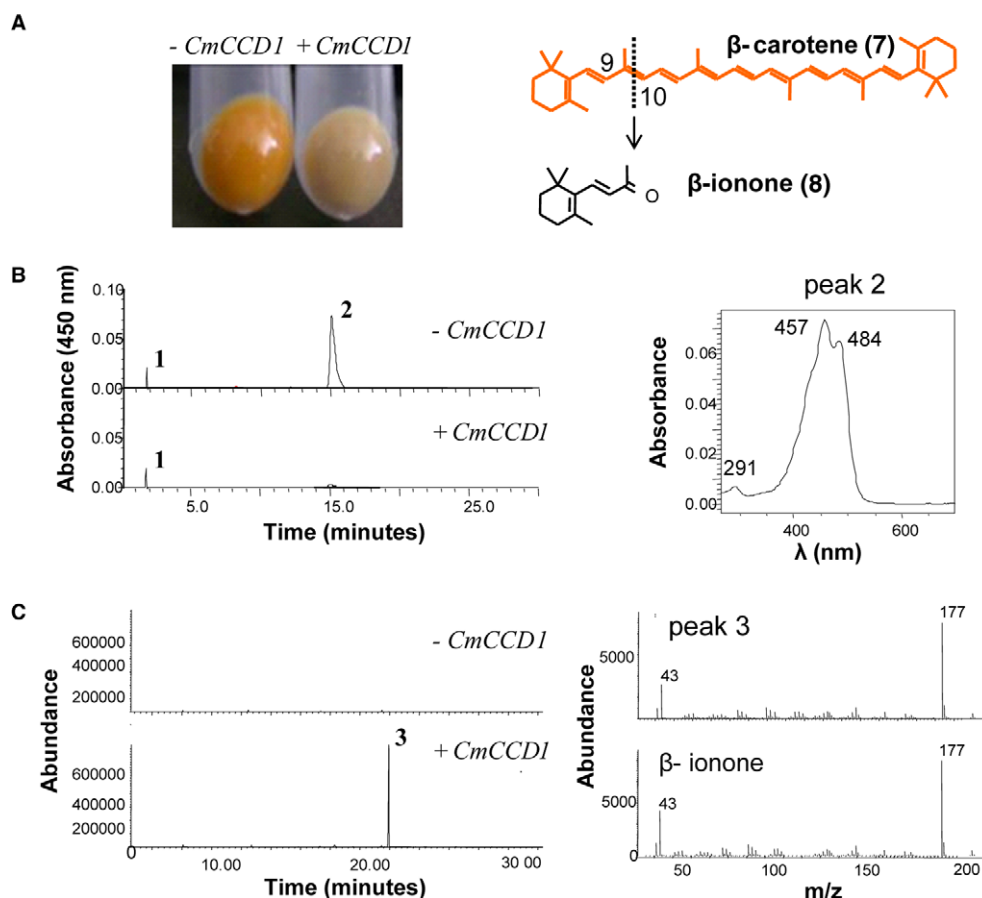 A
- CmCCD1 + CmCCD1
β-carotene (7)
9
10
β-ionone (8)
O
B
Absorbance (450 nm)
0.10
0.05
0.00
1
2
- CmCCD1
0.05
0.00
1
+ CmCCD1
5.0 15.0 25.0
Time (minutes)
peak 2
Absorbance
0.06
0.04
0.02
0.00
457
484
291
400 600
λ (nm)
C
Abundance
600000
400000
200000
- CmCCD1
600000
400000
200000
0
3
+ CmCCD1
10.00 20.00 30 00
Time (minutes)
Abundance
peak 3
5000
43
177
β- ionone
5000
0
43
177
50 100 150 200
m/z